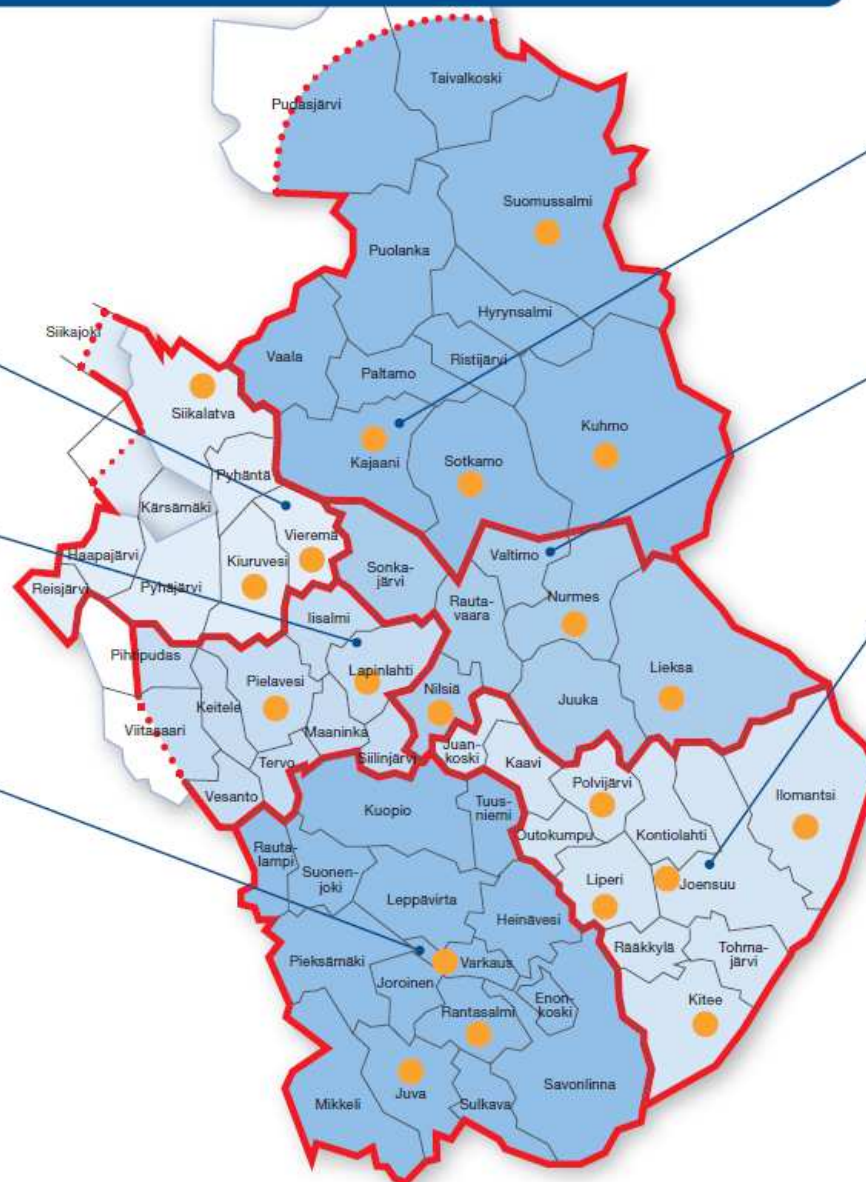 Taivalkoski
Pudasjärvi
Suomussalmi
Puolanka
Hyrynsalmi
Siikajoki
Vaala
Ristijärvi
Paltamo
Siikalatva
Kuhmo
Kajaani
Sotkamo
Pyhäntä
Kärsämäki
Vieremä
Haapajärvi
Kiuruvesi
Valtimo
Sonka-
järvi
Reisjärvi
Pyhäjärvi
Nurmes
Rauta-
vaara
Iisalmi
Pihtipudas
Lapinlahti
Lieksa
Pielavesi
Nilsiä
Juuka
Keitele
Viitasaari
Maaninka
Juan-
koski
Siilinjärvi
Kaavi
Tervo
Polvijärvi
Vesanto
Ilomantsi
Kuopio
Tuus-
niemi
Outokumpu
Kontiolahti
Rauta-
lampi
Suonen-
joki
Liperi
Joensuu
Leppävirta
Heinävesi
Rääkkylä
Tohma-
järvi
Pieksämäki
Varkaus
Joroinen
Kitee
Enon-
koski
Rantasalmi
Savonlinna
Juva
Mikkeli
Sulkava